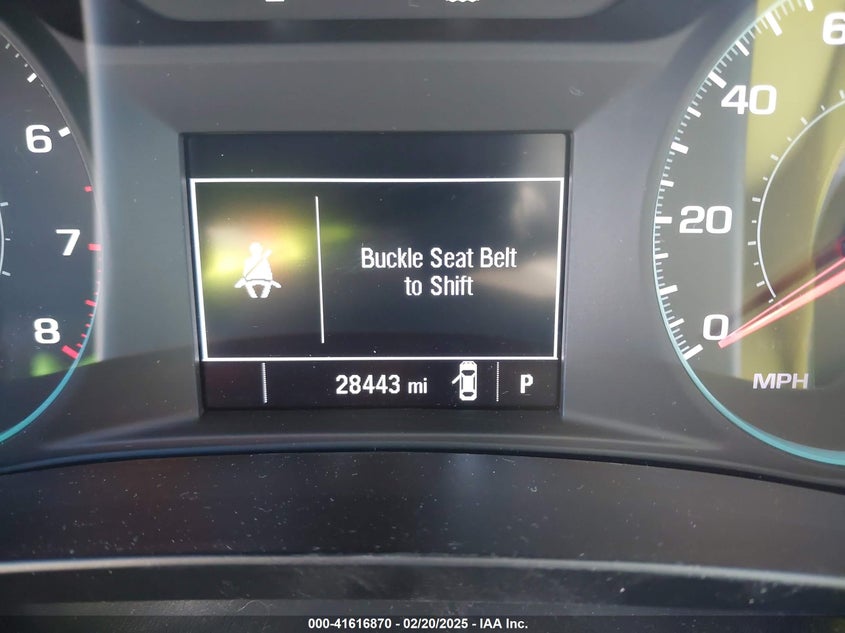 6
7
8
Buckle Seat Belt
to Shift
28443 mi
P
40
20
0
MPH
000-41616870 — 02/20/2025 — IAA Inc.